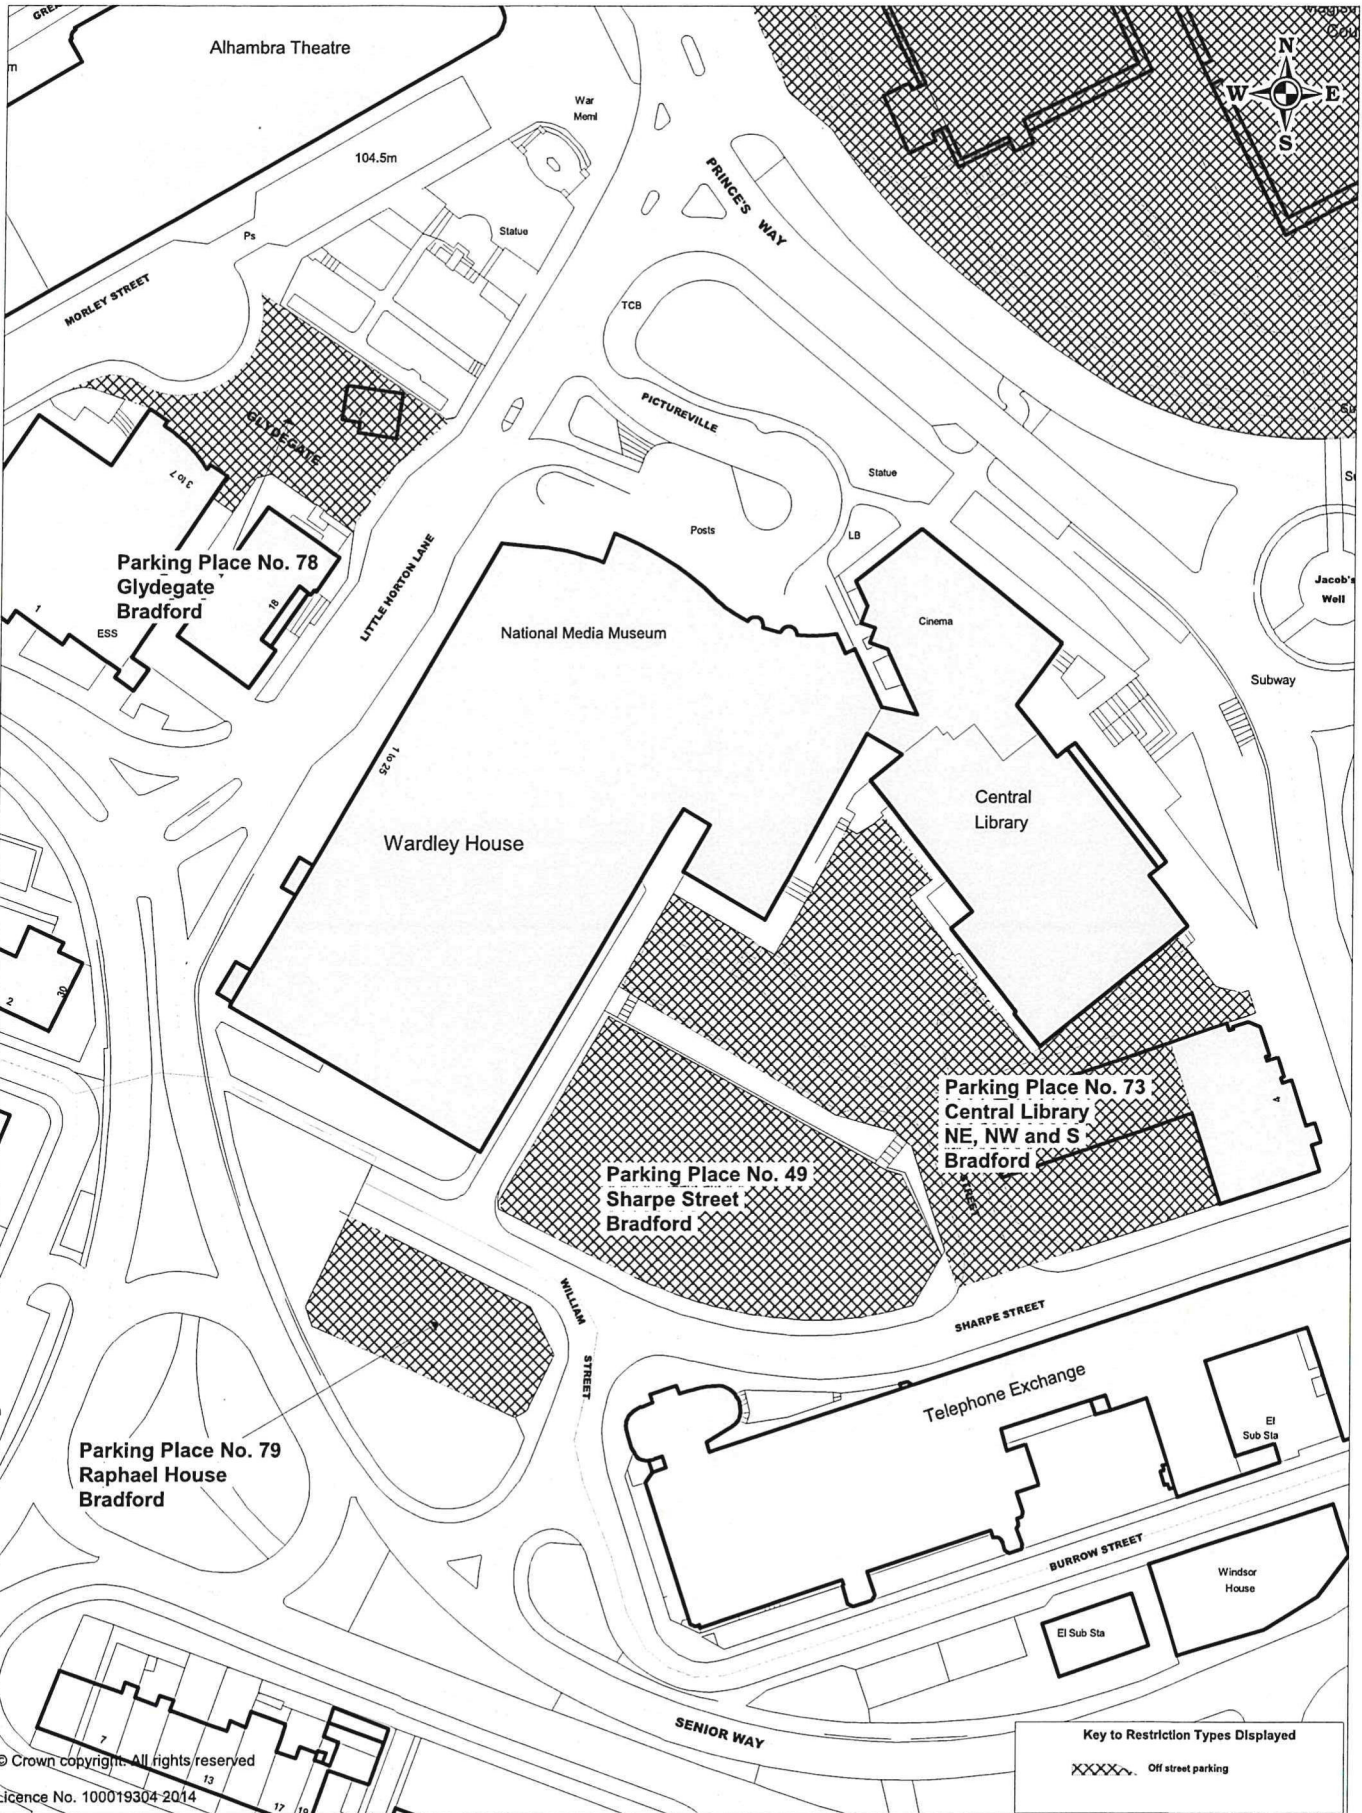 Alhambra Theatre
War
Meml
104.5m
N
W
E
S
PRINCE'S WAY
Statue
Ps
MORLEY STREET
TCB
GLYDEGATE
PICTUREVILLE
3 to 7
Statue
Posts
LB
Parking Place No. 78
Glydegate
Bradford
18
1
ESS
LITTLE HORTON LANE
National Media Museum
Cinema
Jacob's
Well
Subway
1 to 25
Wardley House
Central
Library
2
30
Parking Place No. 73
Central Library
NE, NW and S
Bradford
STREET
4
Parking Place No. 49
Sharpe Street
Bradford
WILLIAM
STREET
SHARPE STREET
Telephone Exchange
El
Sub Sta
Parking Place No. 79
Raphael House
Bradford
BURROW STREET
Windsor
House
El Sub Sta
SENIOR WAY
7
13
17
19
© Crown copyright. All rights reserved
Licence No. 100019304 2014
Key to Restriction Types Displayed
Off street parking